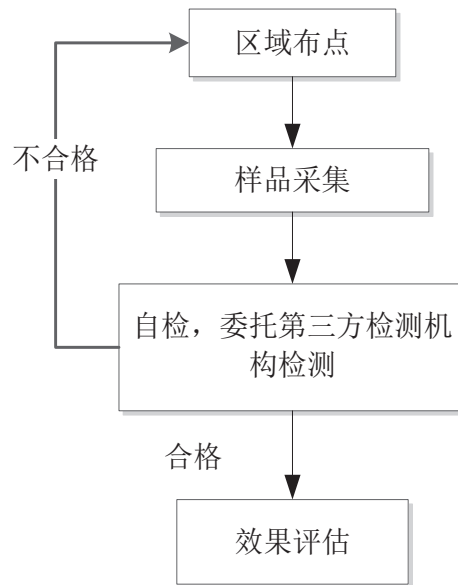 区域布点
不合格
样品采集
自检，委托第三方检测机
构检测
合格
效果评估